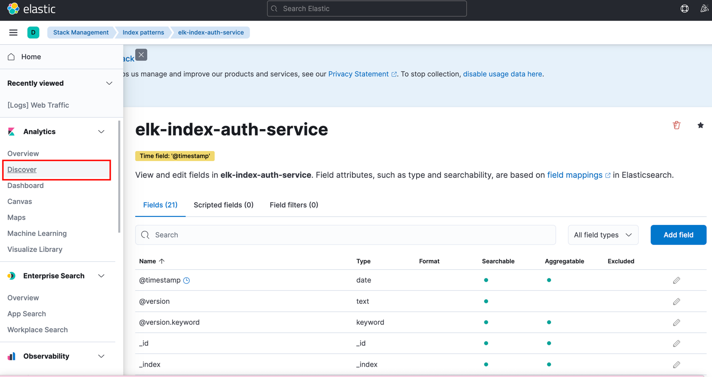 elastic
Search Elastic
D
Stack Management
Index patterns
elk-index-auth-service
Home
Recently viewed
[Logs] Web Traffic
Analytics
Overview
Discover
Dashboard
Canvas
Maps
Machine Learning
Visualize Library
Enterprise Search
Overview
App Search
Workplace Search
Observability
ack
us manage and improve our products and services, see our Privacy Statement. To stop collection, disable usage data here.
elk-index-auth-service
Time field: '@timestamp'
View and edit fields in elk-index-auth-service. Field attributes, such as type and searchability, are based on field mappings in Elasticsearch.
Fields (21) Scripted fields (0) Field filters (0)
Search
All field types
Add field
Name Type Format Searchable Aggregatable Excluded
@timestamp date
@version text
@version.keyword keyword
_id _id
_index _index